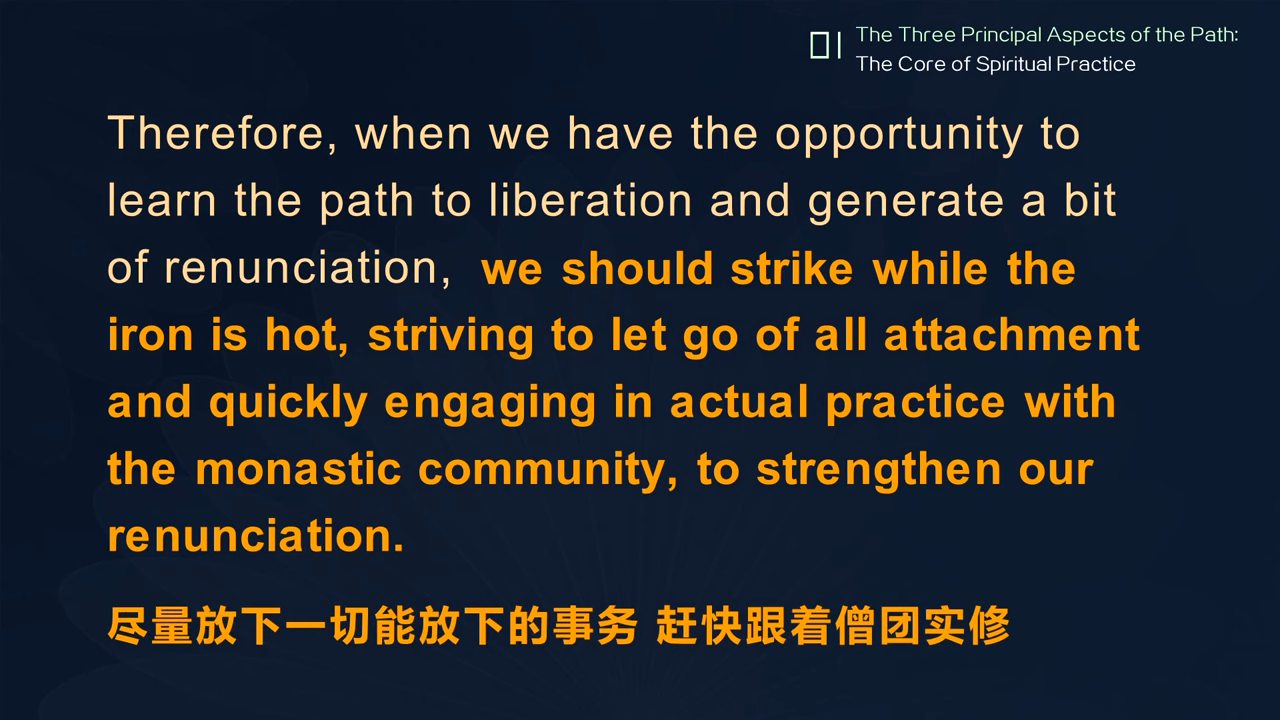 The Three Principal Aspects of the Path:
The Core of Spiritual Practice
Therefore, when we have the opportunity to
learn the path to liberation and generate a bit
of renunciation, we should strike while the
iron is hot, striving to let go of all attachment
and quickly engaging in actual practice with
the monastic community, to strengthen our
renunciation.
尽量放下一切能放下的事务 赶快跟着僧团实修